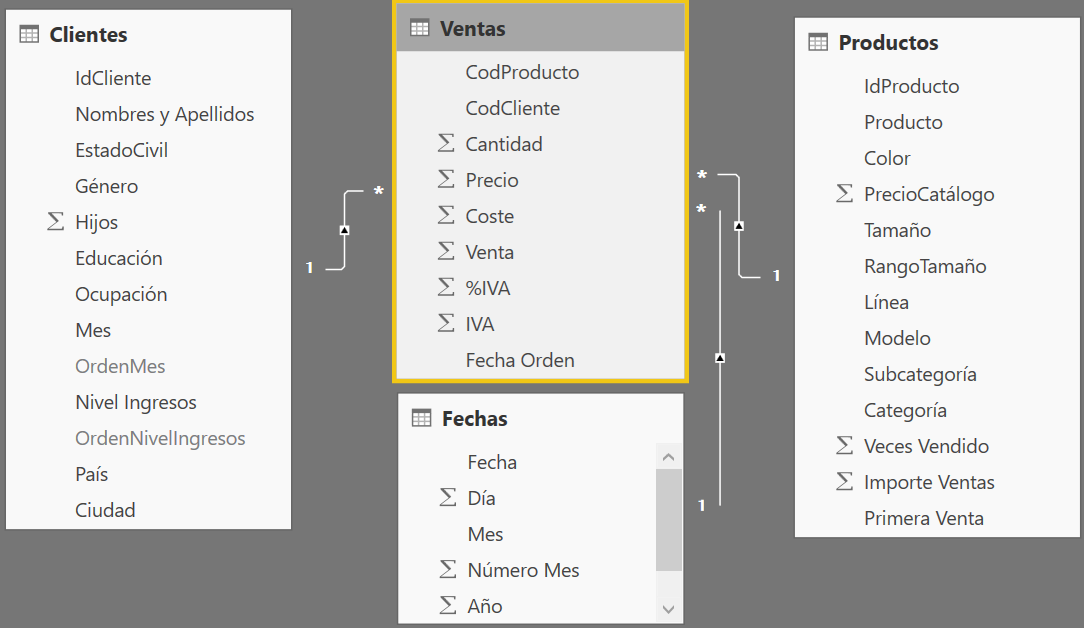 Clientes
IdCliente
Nombres y Apellidos
EstadoCivil
Género
Σ Hijos
Educación
Ocupación
Mes
OrdenMes
Nivel Ingresos
OrdenNivelIngresos
País
Ciudad
1
*
Ventas
CodProducto
CodCliente
Σ Cantidad
Σ Precio
Σ Coste
Σ Venta
Σ %IVA
Σ IVA
Fecha Orden
Fechas
Fecha
Σ Día
Mes
Σ Número Mes
Σ Año
*
*
1
1
Productos
IdProducto
Producto
Color
Σ PrecioCatálogo
Tamaño
RangoTamaño
Línea
Modelo
Subcategoría
Categoría
Σ Veces Vendido
Σ Importe Ventas
Primera Venta